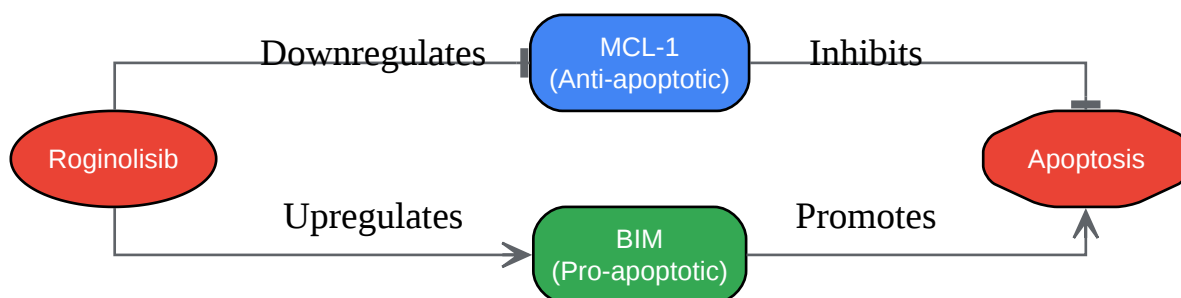 Downregulates
MCL-1
(Anti-apoptotic)
Inhibits
Roginolisib
Apoptosis
Upregulates
BIM
(Pro-apoptotic)
Promotes